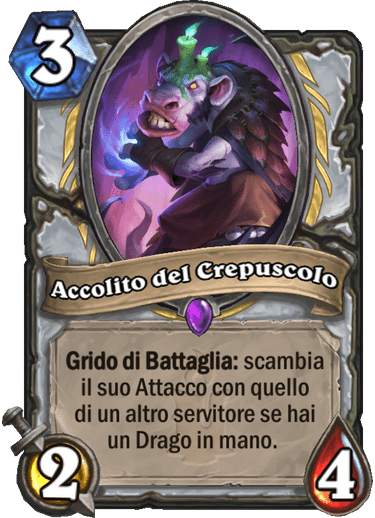 3
Accolito del Crepuscolo
Grido di Battaglia: scambia
il suo Attacco con quello
di un altro servitore se hai
un Drago in mano.
2
4